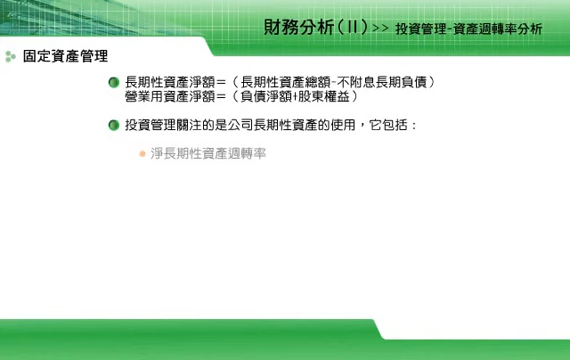 財務分析(II)>> 投資管理-資產週轉率分析
固定資產管理
長期性資產淨額=(長期性資產總額-不附息長期負債)
營業用資產淨額=(負債淨額+股東權益)
投資管理關注的是公司長期性資產的使用，它包括：
淨長期性資產週轉率